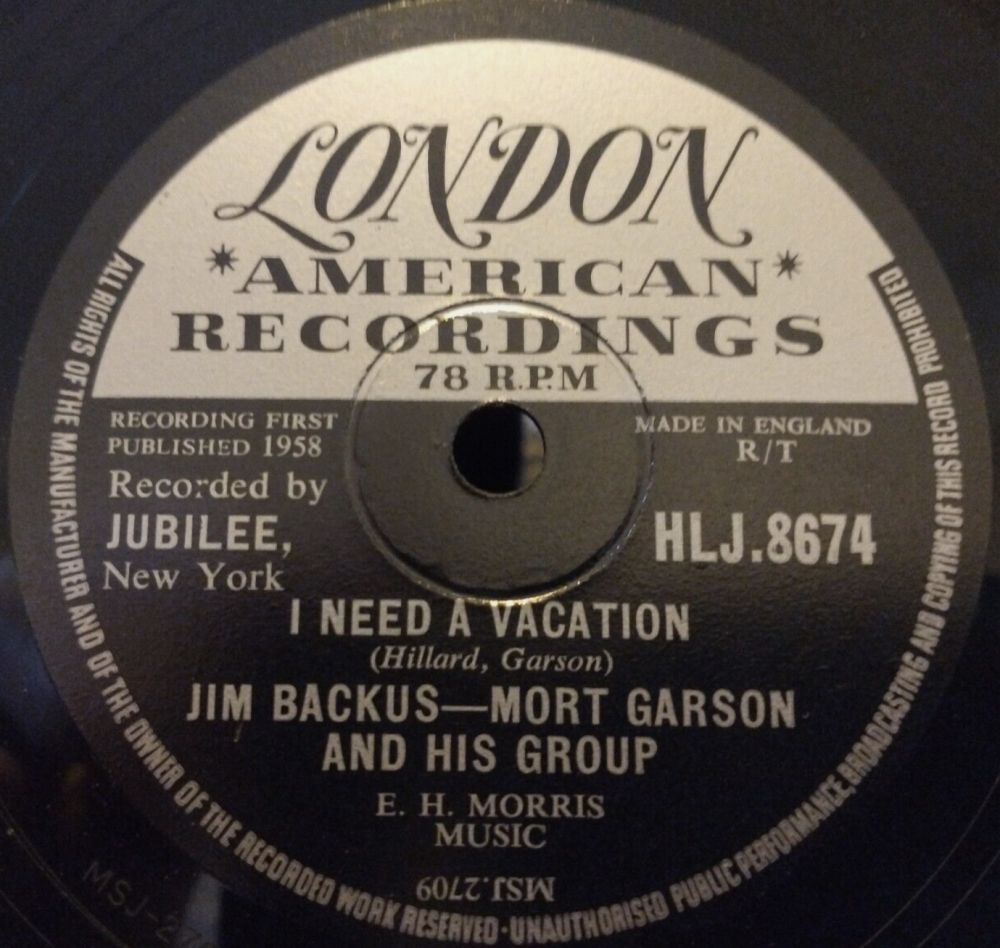 LONDON
*AMERICAN*
RECORDINGS
78 R.P.M
RECORDING FIRST
PUBLISHED 1958
MADE IN ENGLAND
R/T
Recorded by
JUBILEE,
New York
HLJ.8674
I NEED A VACATION
(Hillard, Garson)
JIM BACKUS—MORT GARSON
AND HIS GROUP
E. H. MORRIS
MUSIC
MSJ.2709
ALL RIGHTS OF THE MANUFACTURER AND OF THE OWNER OF THE RECORDED WORK RESERVED·UNAUTHORISED PUBLIC PERFORMANCE, BROADCASTING AND COPYING OF THIS RECORD PROHIBITED